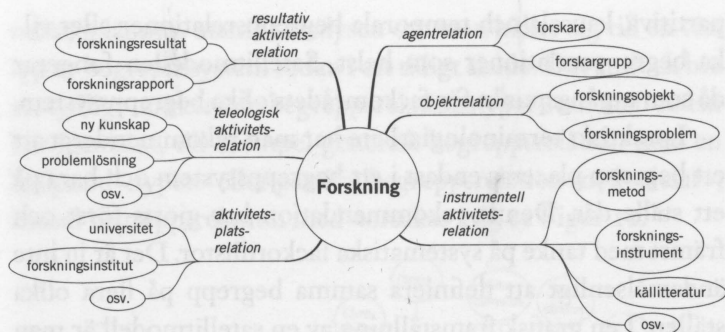 resultativ
aktivitets-
relation
forskningsresultat
forskningsrapport
teleologisk
aktivitets-
relation
ny kunskap
problemlösning
osv.
aktivitets-
plats-
relation
universitet
forskningsinstitut
osv.
Forskning
agentrelation
forskare
forskargrupp
objektrelation
forskningsobjekt
forskningsproblem
instrumentell
aktivitets-
relation
forsknings-
metod
forsknings-
instrument
källitteratur
osv.